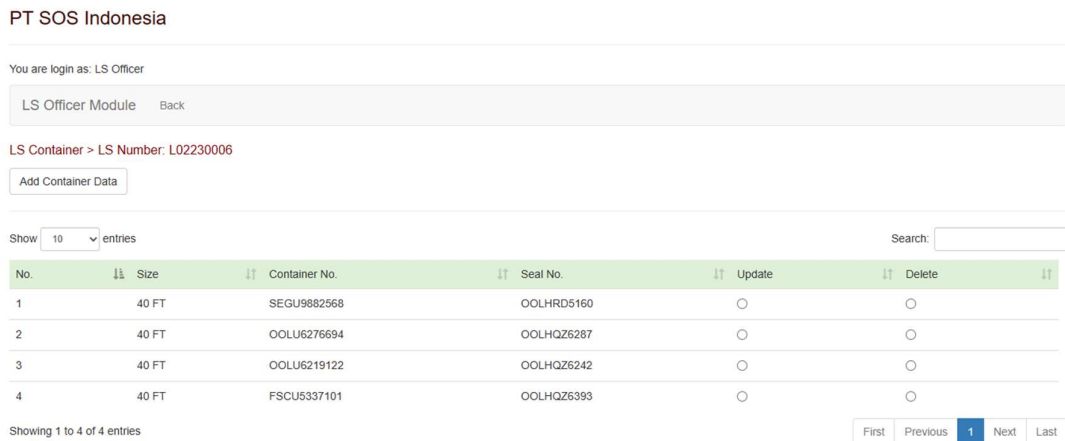 PT SOS Indonesia
You are login as: LS Officer
LS Officer Module Back
LS Container > LS Number: L02230006
Add Container Data
Show 10 entries Search:
No. Size Container No. Seal No. Update Delete
1 40 FT SEGU9882568 OOLHRD5160
2 40 FT OOLU6276694 OOLHQZ6287
3 40 FT OOLU6219122 OOLHQZ6242
4 40 FT FSCU5337101 OOLHQZ6393
Showing 1 to 4 of 4 entries First Previous 1 Next Last